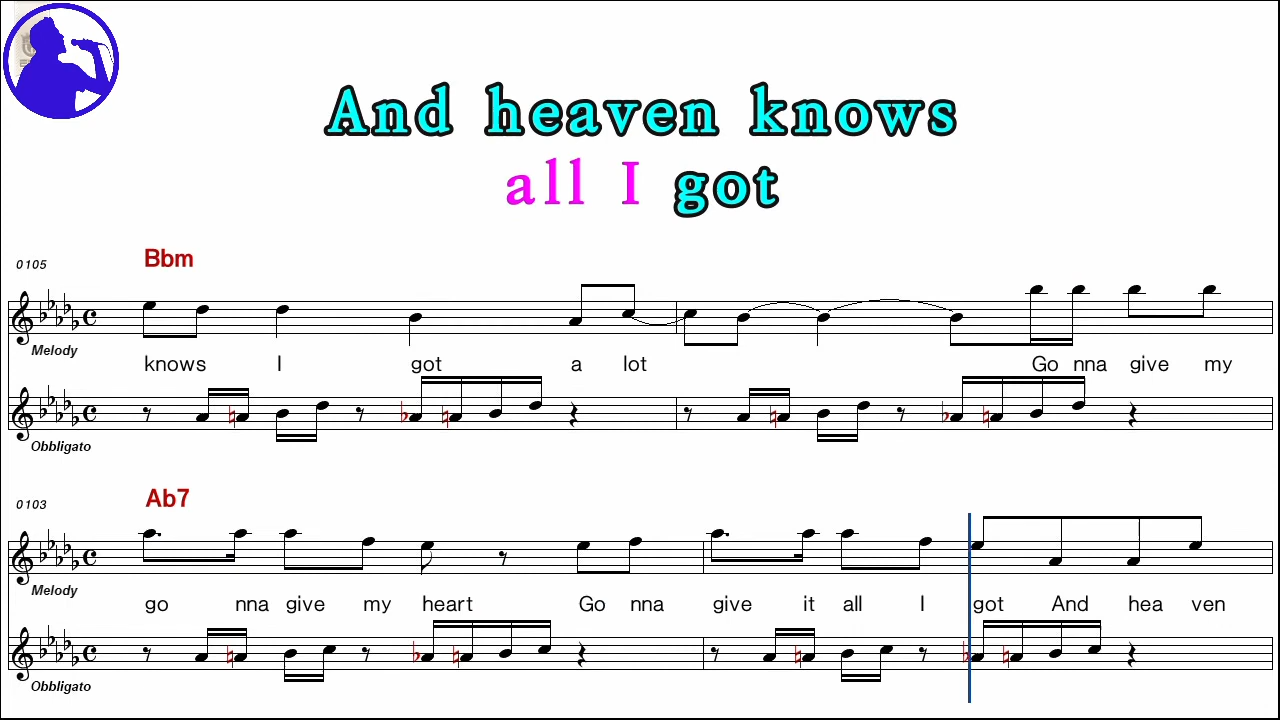 And heaven knows
all I got
0105
Bbm
Melody
knows I got a lot Go nna give my
Obbligato
0103
Ab7
Melody
go nna give my heart Go nna give it all I got And hea ven
Obbligato